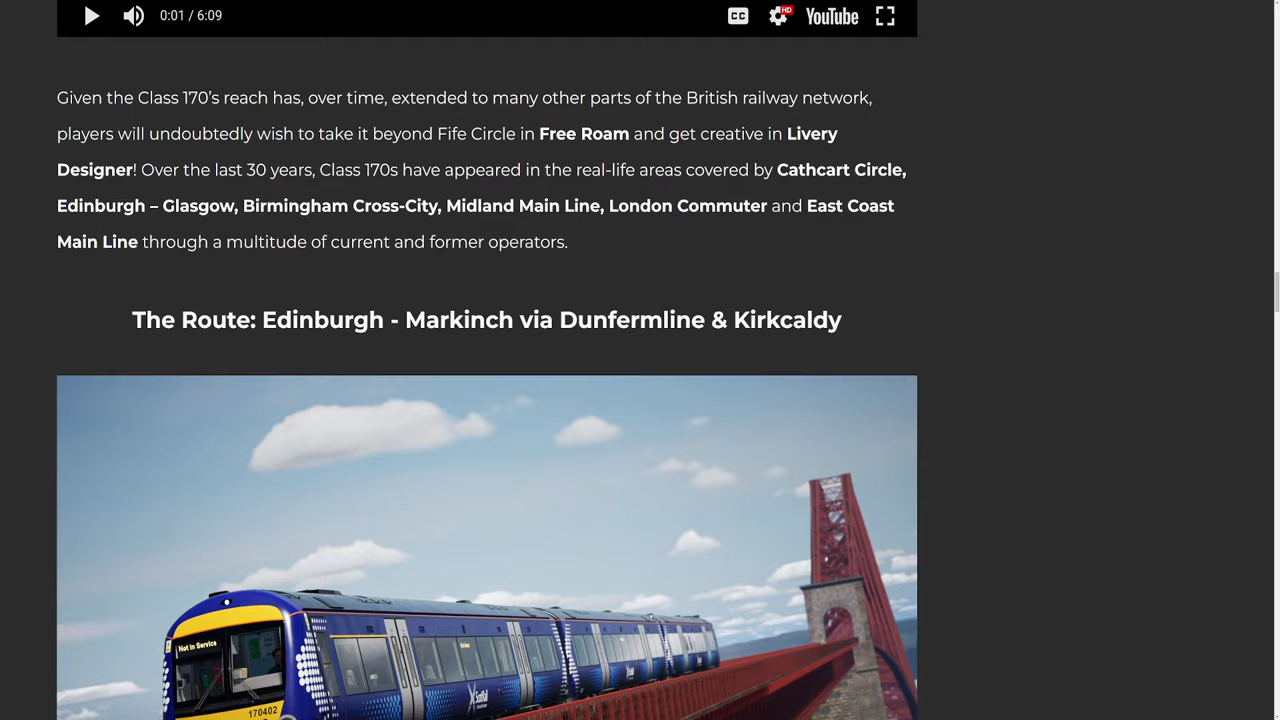 0:01 / 6:09
CC
HD
YouTube
Given the Class 170’s reach has, over time, extended to many other parts of the British railway network,
players will undoubtedly wish to take it beyond Fife Circle in Free Roam and get creative in Livery
Designer! Over the last 30 years, Class 170s have appeared in the real-life areas covered by Cathcart Circle,
Edinburgh – Glasgow, Birmingham Cross-City, Midland Main Line, London Commuter and East Coast
Main Line through a multitude of current and former operators.
The Route: Edinburgh - Markinch via Dunfermline & Kirkcaldy
Not in Service
ScotRail
170402